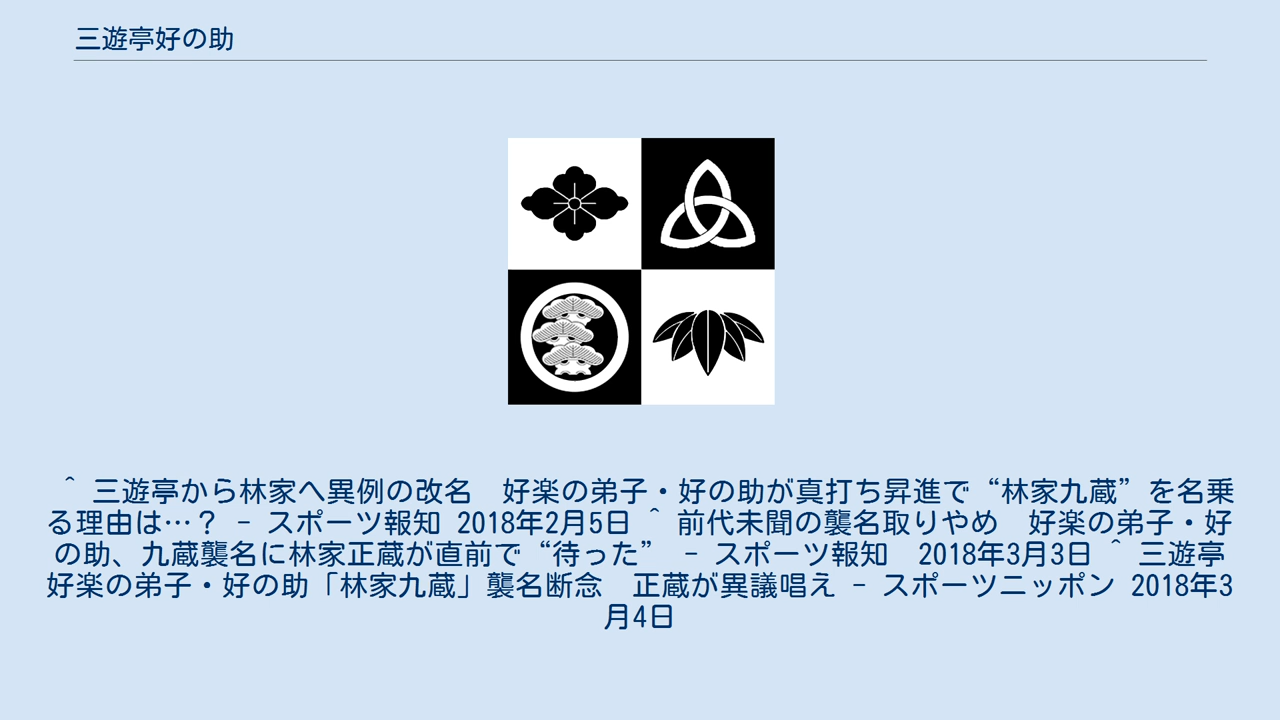 三遊亭好の助
^ 三遊亭から林家へ異例の改名　好楽の弟子・好の助が真打ち昇進で“林家九蔵”を名乗
る理由は…？ - スポーツ報知 2018年2月5日 ^ 前代未聞の襲名取りやめ　好楽の弟子・好
の助、九蔵襲名に林家正蔵が直前で“待った” - スポーツ報知　2018年3月3日 ^ 三遊亭
好楽の弟子・好の助「林家九蔵」襲名断念　正蔵が異議唱え - スポーツニッポン 2018年3
月4日